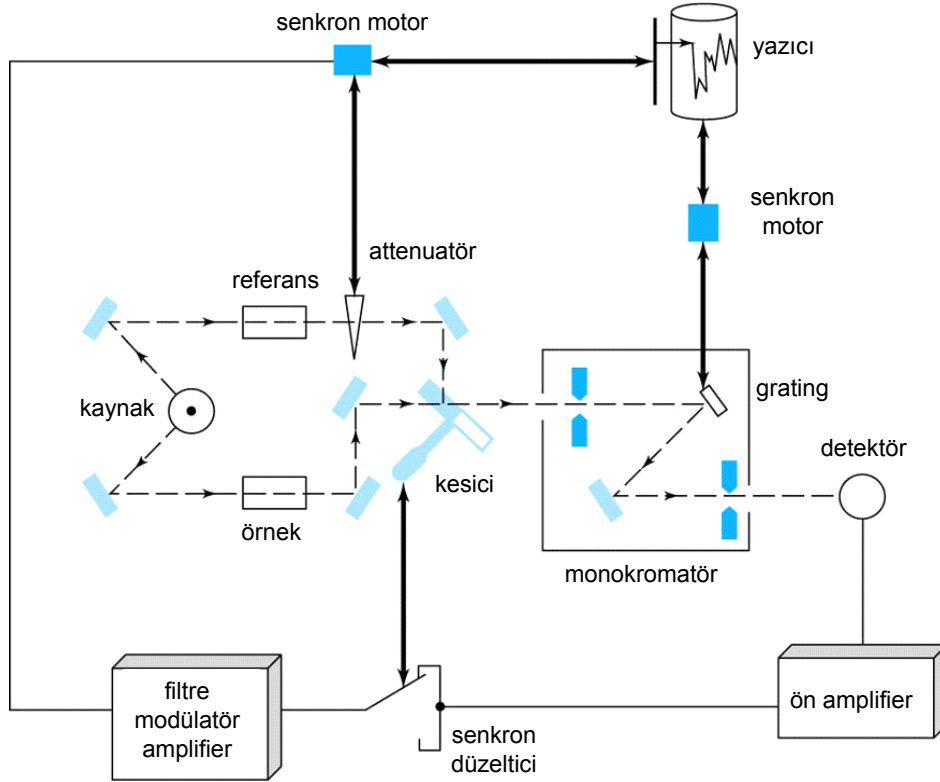 senkron motor
yazıcı
senkron
motor
attenuatör
referans
kaynak
grating
detektör
kesici
örnek
monokromatör
filtre
modülatör
amplifier
ön amplifier
senkron
düzeltici